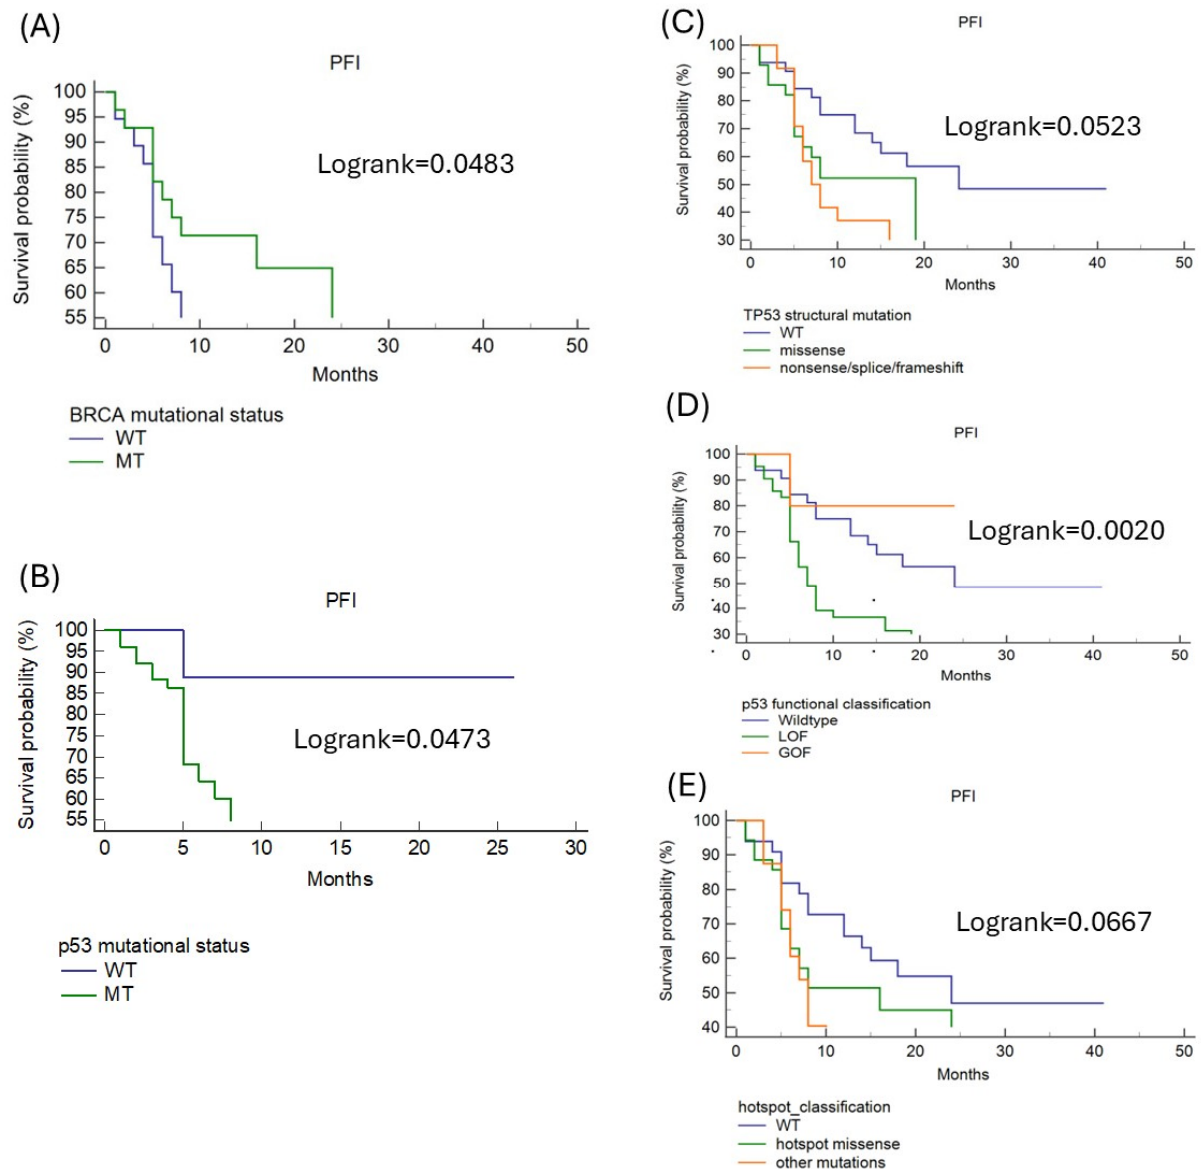 (A)
PFI
Survival probability (%)
100
95
90
85
80
75
70
65
60
55
Logrank=0.0483
0 10 20 30 40 50
Months
BRCA mutational status
WT
MT
(B)
PFI
Survival probability (%)
100
95
90
85
80
75
70
65
60
55
Logrank=0.0473
0 5 10 15 20 25 30
Months
p53 mutational status
WT
MT
(C)
PFI
Survival probability (%)
100
90
80
70
60
50
40
30
Logrank=0.0523
0 10 20 30 40 50
Months
TP53 structural mutation
WT
missense
nonsense/splice/frameshift
(D)
PFI
Survival probability (%)
100
90
80
70
60
50
40
30
Logrank=0.0020
0 10 20 30 40 50
Months
p53 functional classification
Wildtype
LOF
GOF
(E)
PFI
Survival probability (%)
100
90
80
70
60
50
40
Logrank=0.0667
0 10 20 30 40 50
Months
hotspot_classification
WT
hotspot missense
other mutations